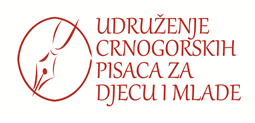 UDRUŽENJE
CRNOGORSKIH
PISACA ZA
DJECU I MLADE